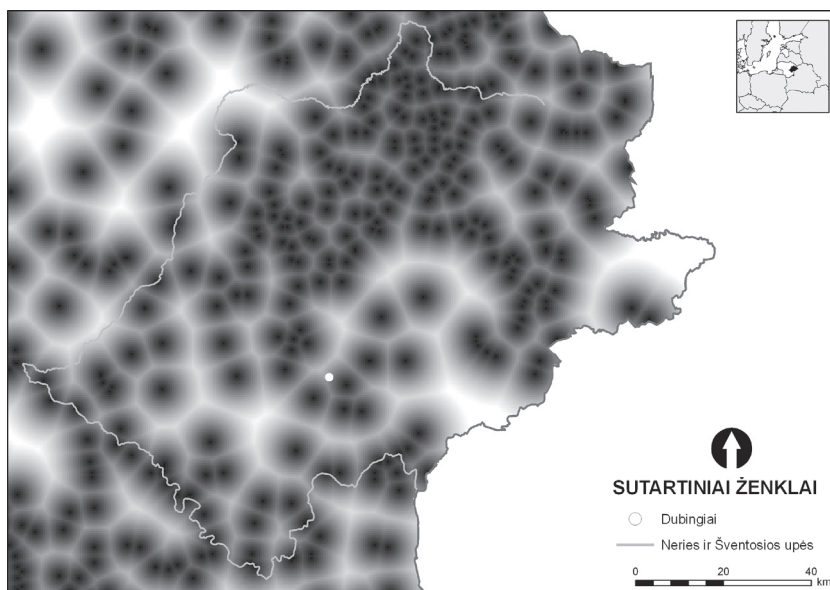 SUTARTINIAI ŽENKLAI
Dubingiai
Neries ir Šventosios upės
0 20 40
km